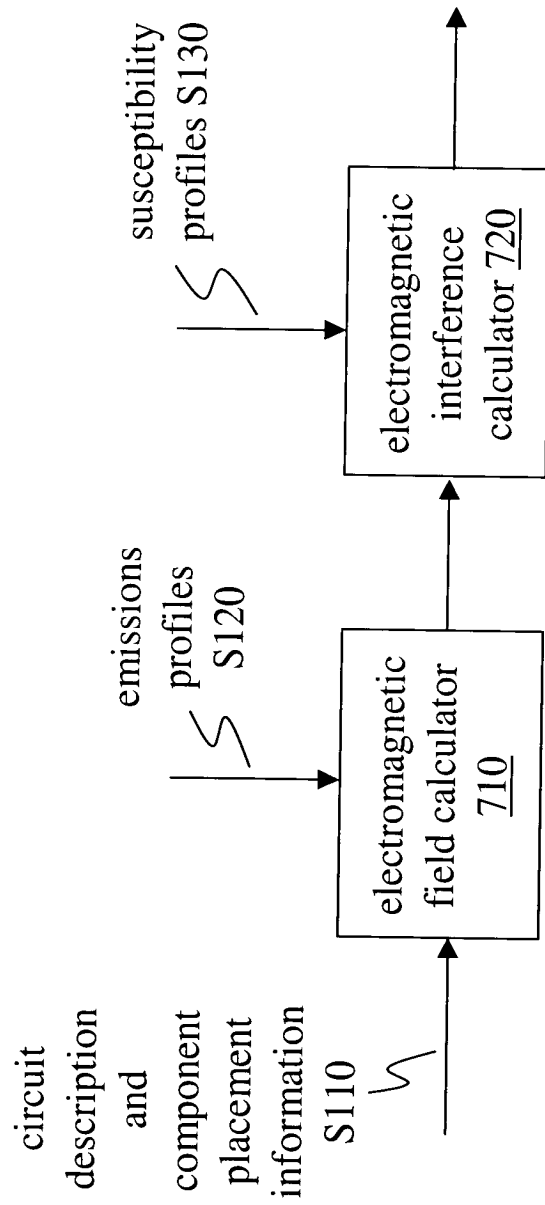 circuit
description
and
component
placement
information
S110
emissions
profiles
S120
susceptibility
profiles S130
electromagnetic
field calculator
710
electromagnetic
interference
calculator 720